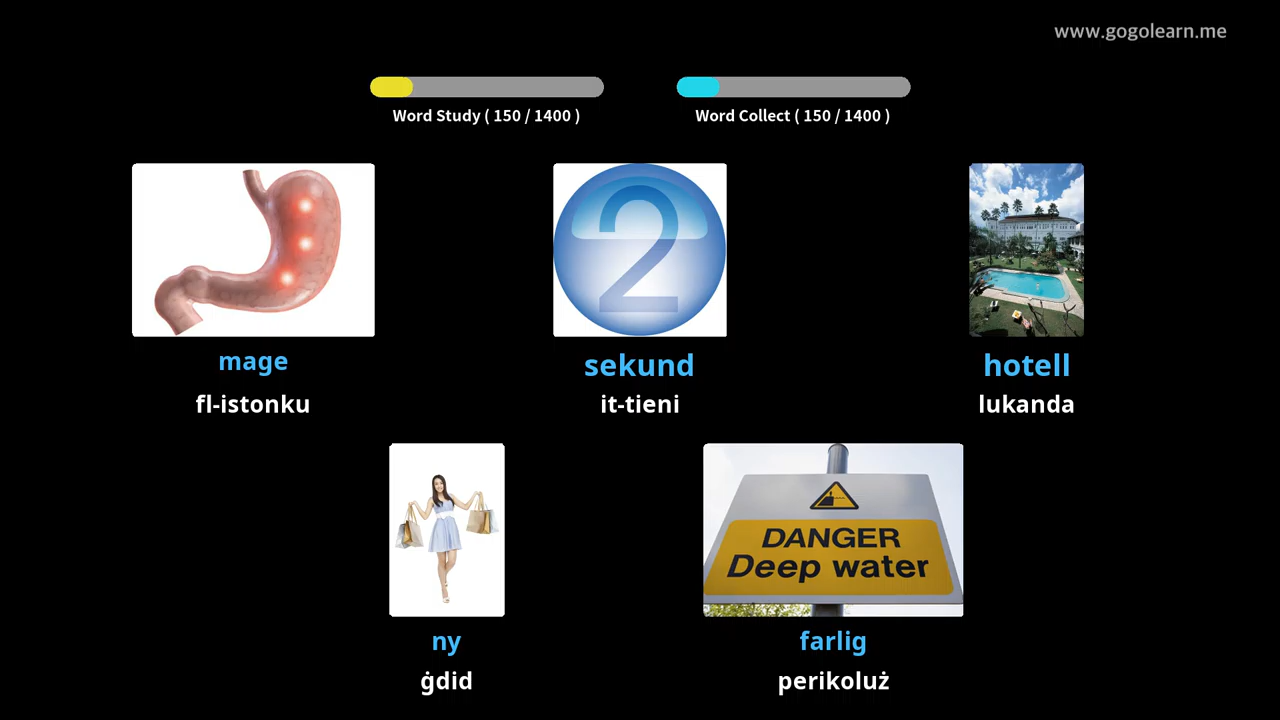 www.gogolearn.me
Word Study ( 150 / 1400 )
Word Collect ( 150 / 1400 )
2
mage
sekund
hotell
fl-istonku
it-tieni
lukanda
DANGER
Deep water
ny
farlig
ġdid
perikoluż